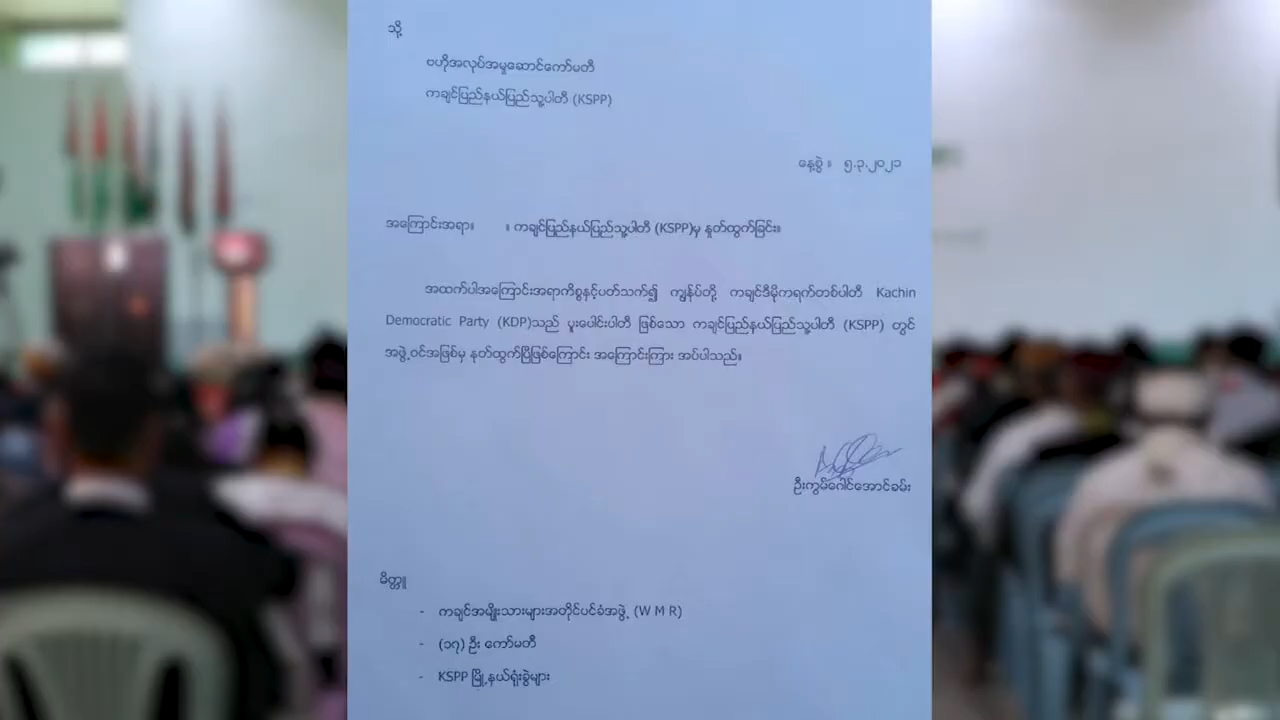 သို့
ဗဟိုအလုပ်အမှုဆောင်ကော်မတီ
ကချင်ပြည်နယ်ပြည်သူ့ပါတီ (KSPP)
နေ့စွဲ ။ ၅.၃.၂၀၂၁
အကြောင်းအရာ။ ။ ကချင်ပြည်နယ်ပြည်သူ့ပါတီ (KSPP)မှ နှုတ်ထွက်ခြင်း။
အထက်ပါအကြောင်းအရာကိစ္စနှင့်ပတ်သက်၍ ကျွန်ုပ်တို့ ကချင်ဒီမိုကရက်တစ်ပါတီ Kachin
Democratic Party (KDP)သည် ပူးပေါင်းပါတီ ဖြစ်သော ကချင်ပြည်နယ်ပြည်သူ့ပါတီ (KSPP) တွင်
အဖွဲ့ဝင်အဖြစ်မှ နုတ်ထွက်ပြီဖြစ်ကြောင်း အကြောင်းကြား အပ်ပါသည်။
ဦးကွမ်ဂေါင်အောင်ခမ်း
မိတ္တူ
- ကချင်အမျိုးသားများအတိုင်ပင်ခံအဖွဲ့ (W M R)
- (၁၇) ဦး ကော်မတီ
- KSPP မြို့နယ်ရုံးခွဲများ